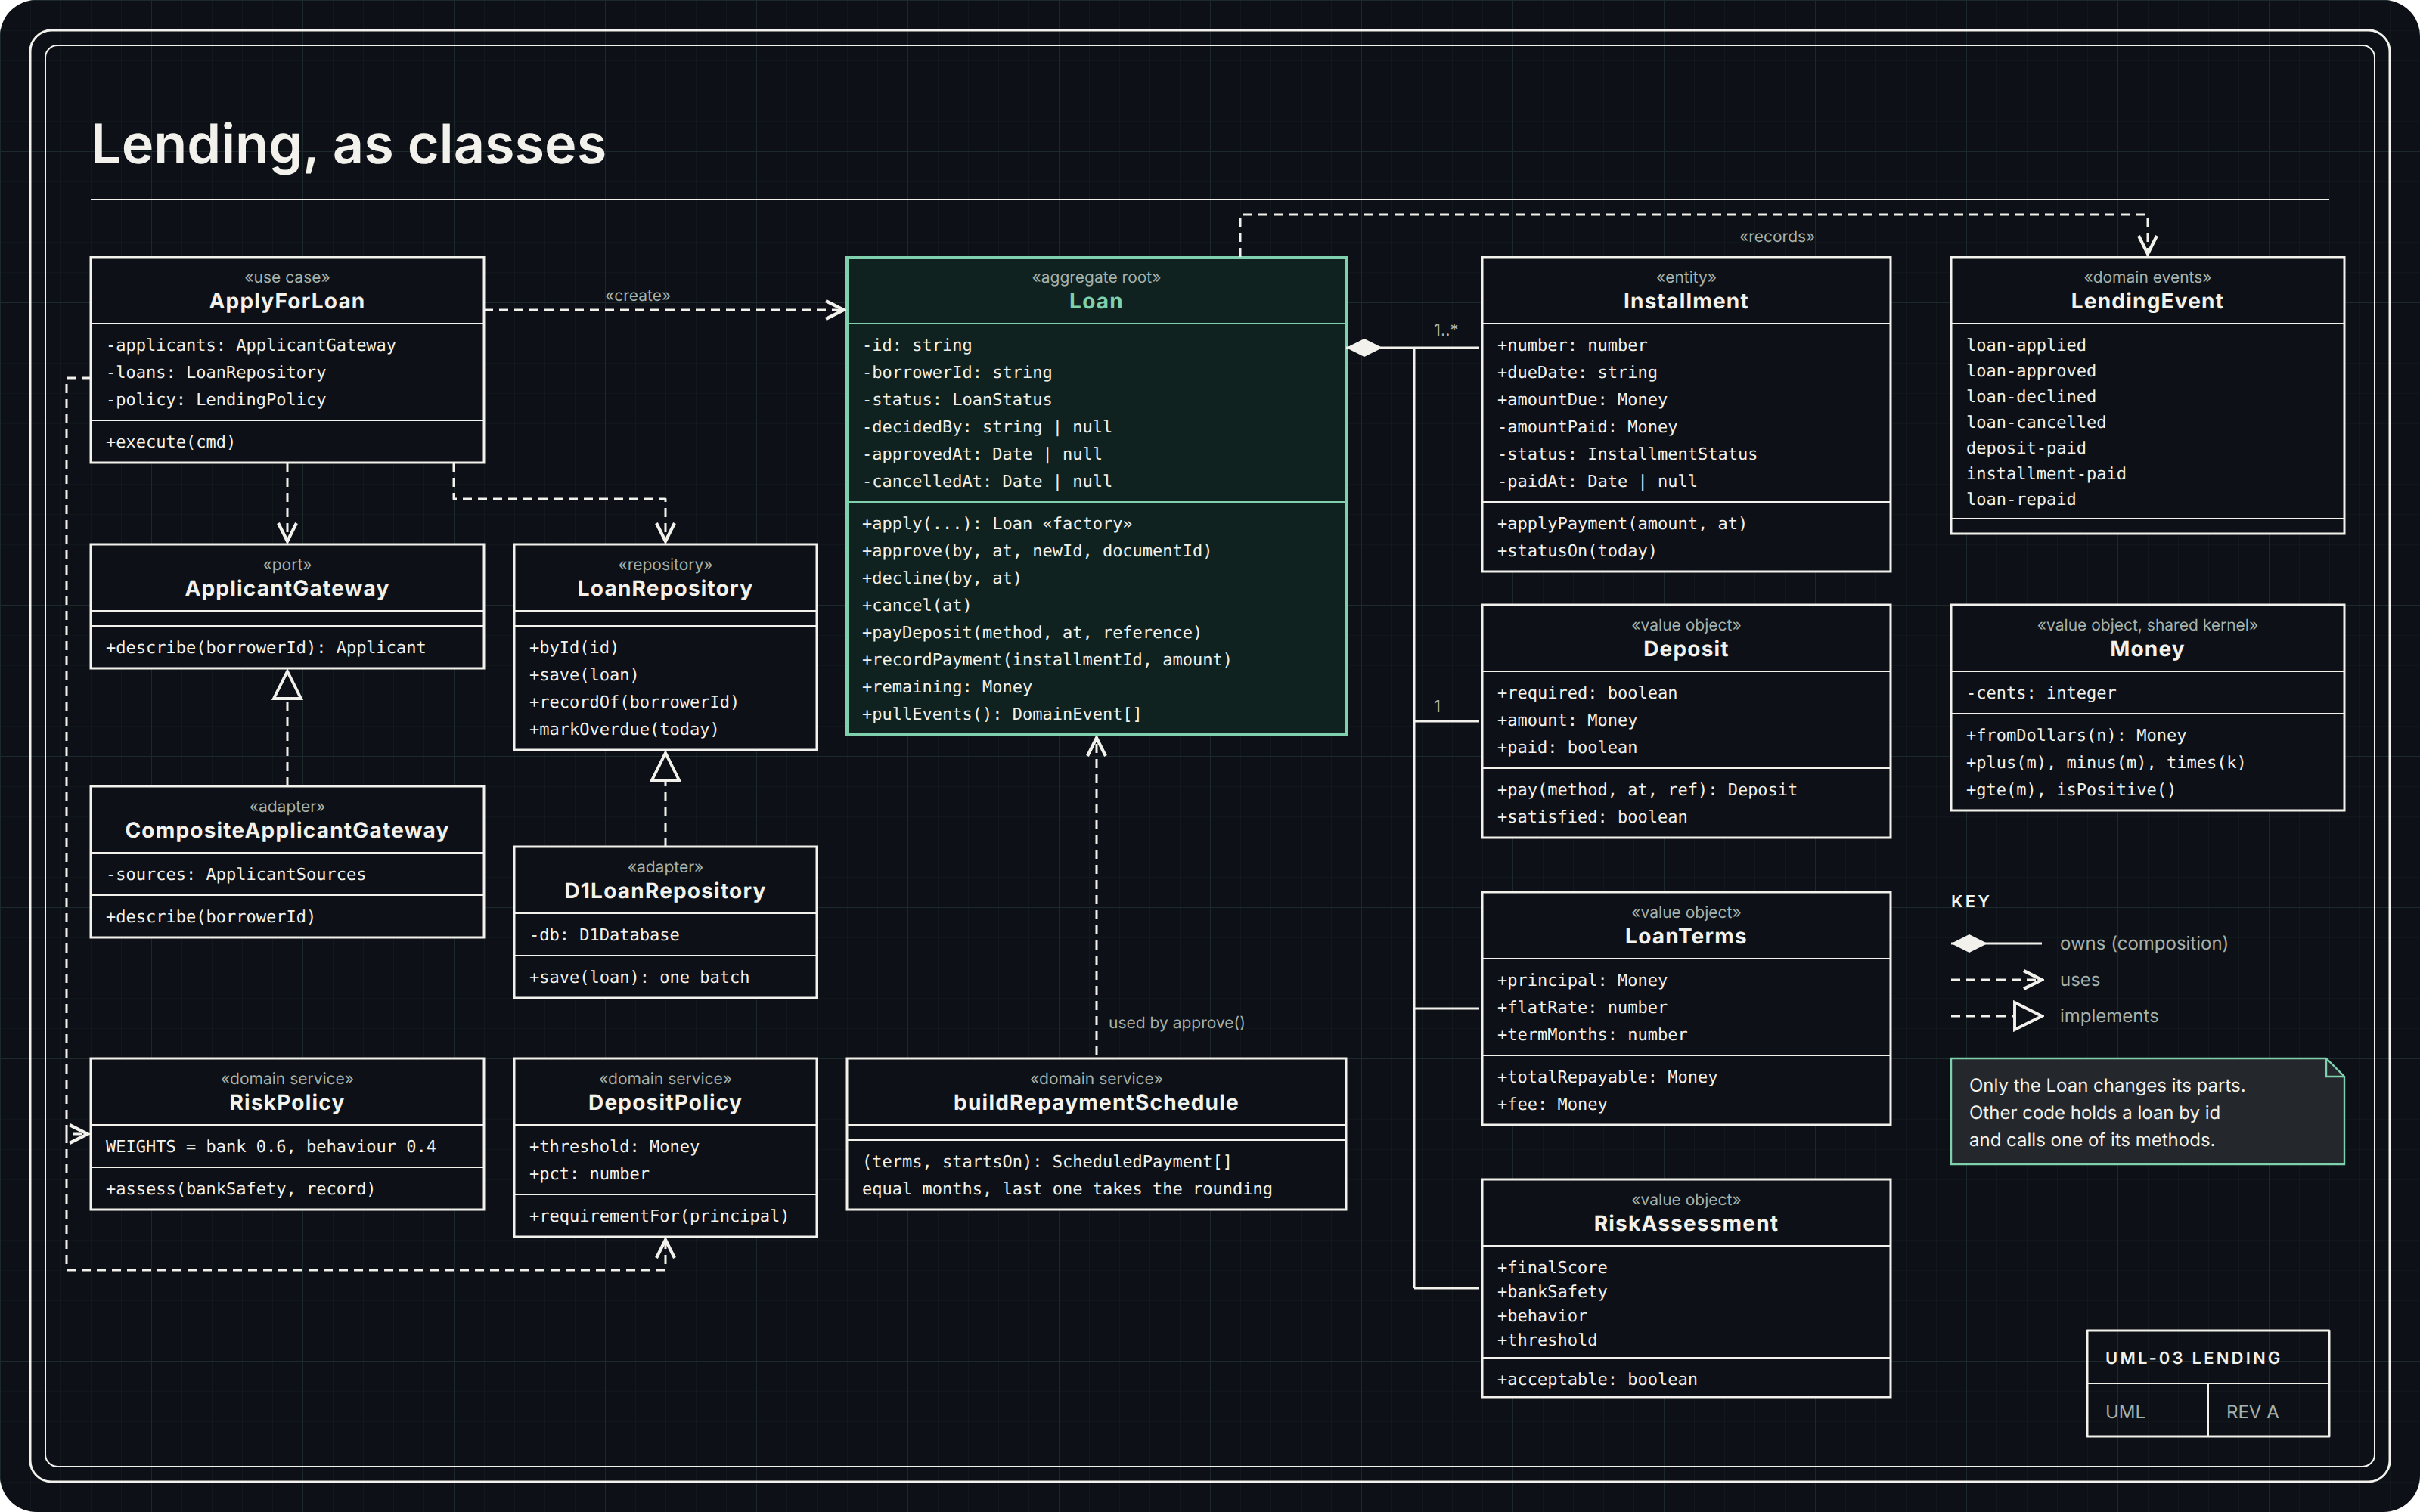 Lending, as classes
«records»
«use case»
ApplyForLoan
-applicants: ApplicantGateway
-loans: LoanRepository
-policy: LendingPolicy
+execute(cmd)
«create»
«aggregate root»
Loan
-id: string
-borrowerId: string
-status: LoanStatus
-decidedBy: string | null
-approvedAt: Date | null
-cancelledAt: Date | null
+apply(...): Loan «factory»
+approve(by, at, newId, documentId)
+decline(by, at)
+cancel(at)
+payDeposit(method, at, reference)
+recordPayment(installmentId, amount)
+remaining: Money
+pullEvents(): DomainEvent[]
1..*
«entity»
Installment
+number: number
+dueDate: string
+amountDue: Money
-amountPaid: Money
-status: InstallmentStatus
-paidAt: Date | null
+applyPayment(amount, at)
+statusOn(today)
«domain events»
LendingEvent
loan-applied
loan-approved
loan-declined
loan-cancelled
deposit-paid
installment-paid
loan-repaid
«port»
ApplicantGateway
+describe(borrowerId): Applicant
«repository»
LoanRepository
+byId(id)
+save(loan)
+recordOf(borrowerId)
+markOverdue(today)
1
«value object»
Deposit
+required: boolean
+amount: Money
+paid: boolean
+pay(method, at, ref): Deposit
+satisfied: boolean
«value object, shared kernel»
Money
-cents: integer
+fromDollars(n): Money
+plus(m), minus(m), times(k)
+gte(m), isPositive()
«adapter»
CompositeApplicantGateway
-sources: ApplicantSources
+describe(borrowerId)
«adapter»
D1LoanRepository
-db: D1Database
+save(loan): one batch
used by approve()
«value object»
LoanTerms
+principal: Money
+flatRate: number
+termMonths: number
+totalRepayable: Money
+fee: Money
KEY
owns (composition)
uses
implements
«domain service»
RiskPolicy
WEIGHTS = bank 0.6, behaviour 0.4
+assess(bankSafety, record)
«domain service»
DepositPolicy
+threshold: Money
+pct: number
+requirementFor(principal)
«domain service»
buildRepaymentSchedule
(terms, startsOn): ScheduledPayment[]
equal months, last one takes the rounding
Only the Loan changes its parts.
Other code holds a loan by id
and calls one of its methods.
«value object»
RiskAssessment
+finalScore
+bankSafety
+behavior
+threshold
+acceptable: boolean
UML-03 LENDING
UML
REV A